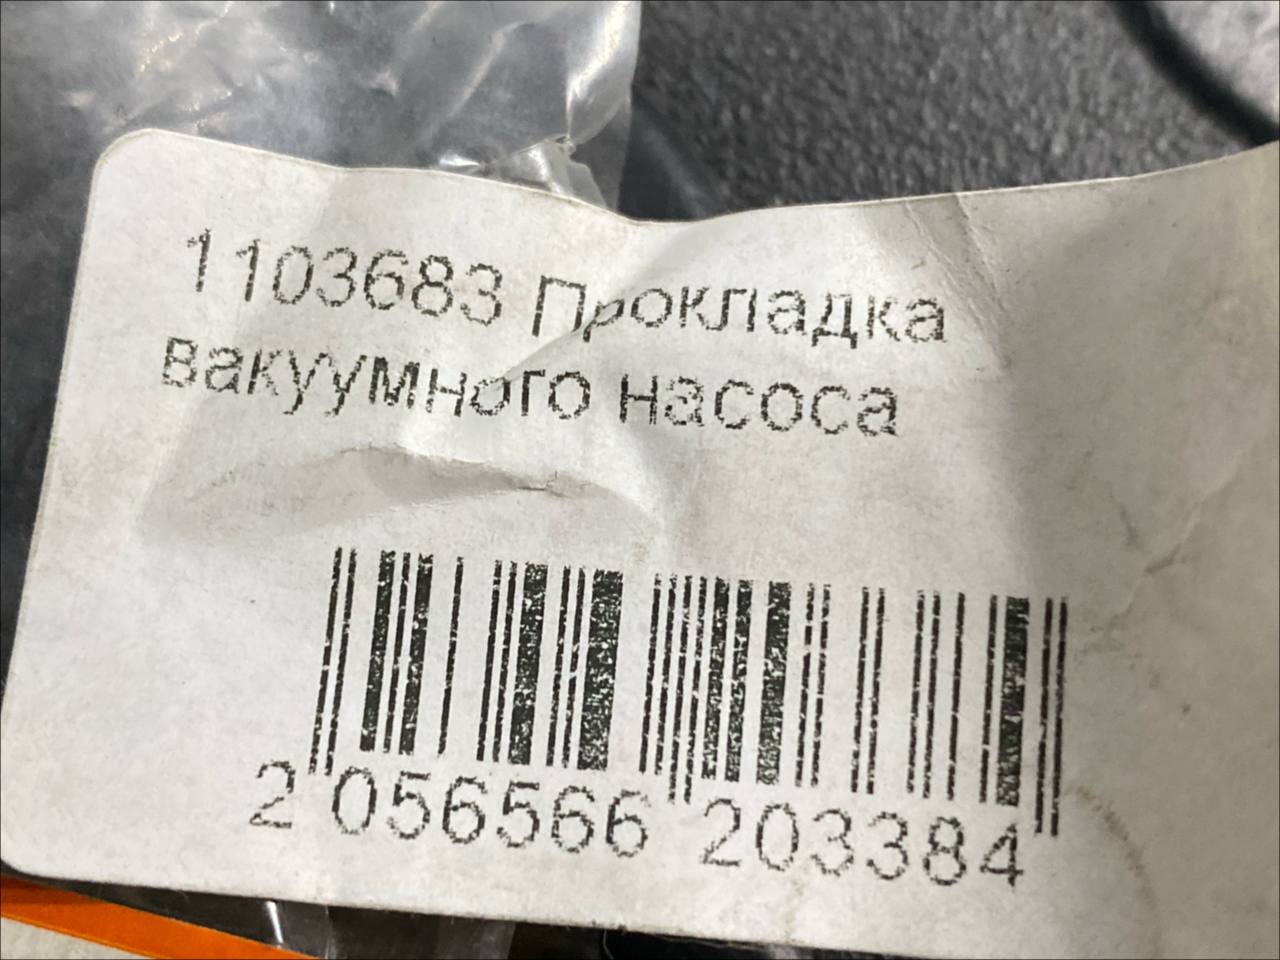 1103683 Прокладка
вакуумного насоса
2 056566 203384